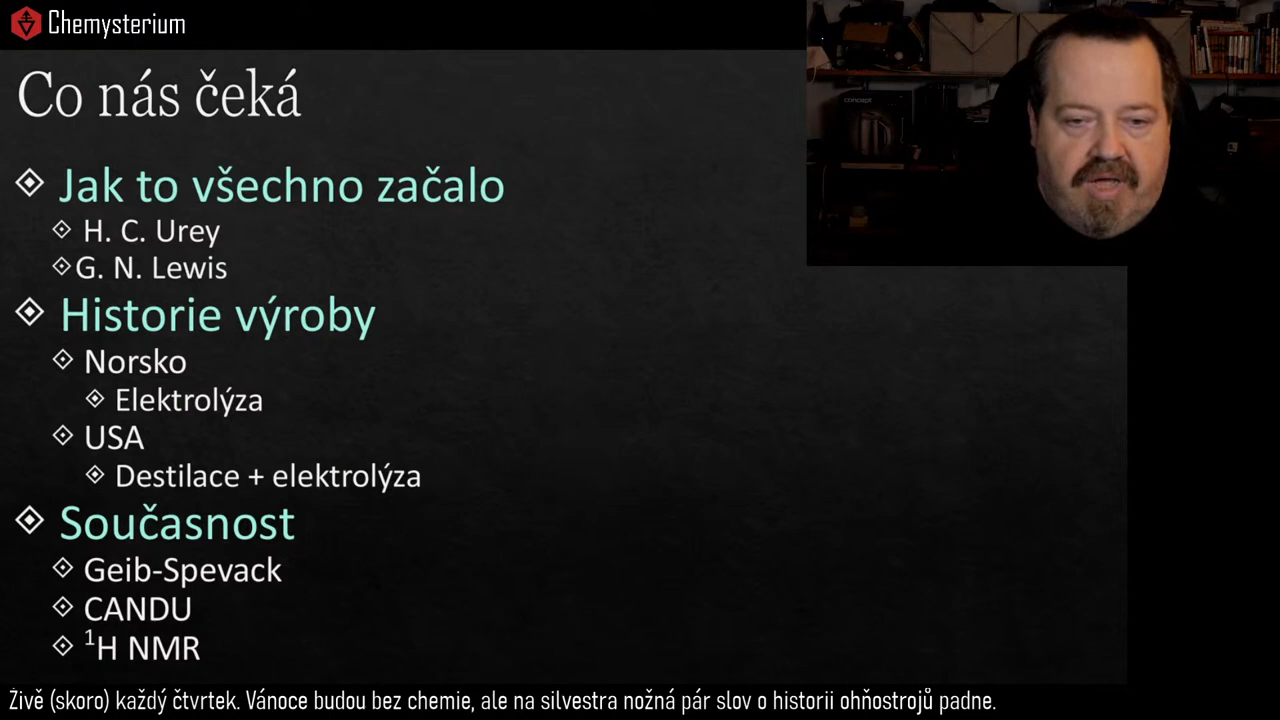 Chemysterium
Co nás čeká
Jak to všechno začalo
H. C. Urey
G. N. Lewis
Historie výroby
Norsko
Elektrolýza
USA
Destilace + elektrolýza
Současnost
Geib-Spevack
CANDU
¹H NMR
concept
Živě (skoro) každý čtvrtek. Vánoce budou bez chemie, ale na silvestra nožná pár slov o historii ohňostrojů padne.